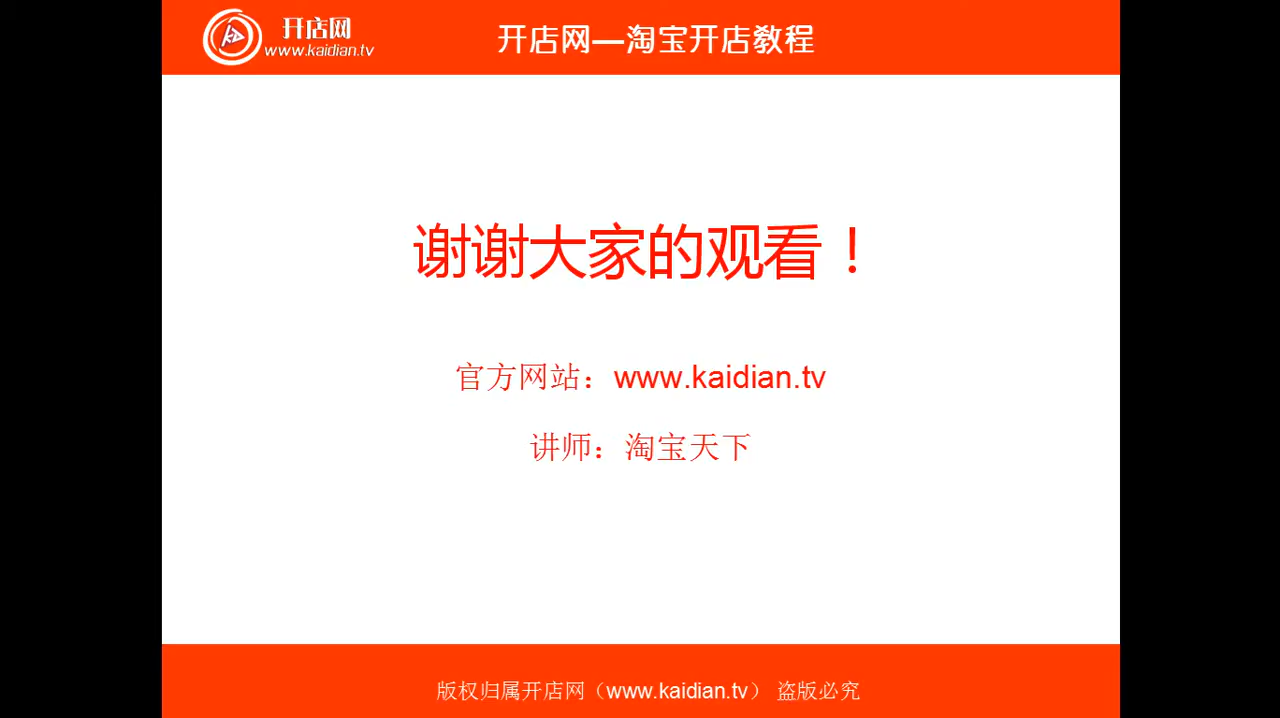 开店网
www.kaidian.tv
开店网—淘宝开店教程
谢谢大家的观看！
官方网站：www.kaidian.tv
讲师：淘宝天下
版权归属开店网（www.kaidian.tv） 盗版必究